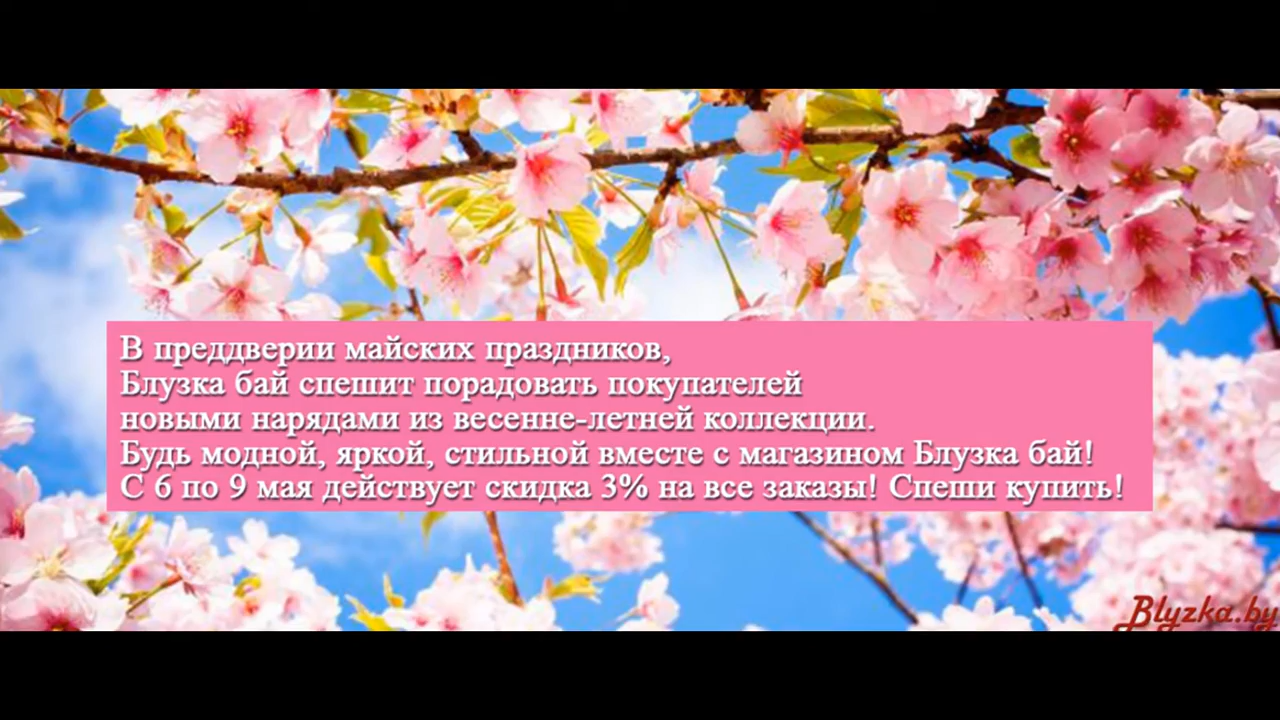 В преддверии майских праздников,
Блузка бай спешит порадовать покупателей
новыми нарядами из весенне-летней коллекции.
Будь модной, яркой, стильной вместе с магазином Блузка бай!
С 6 по 9 мая действует скидка 3% на все заказы! Спеши купить!
Blyzka.by